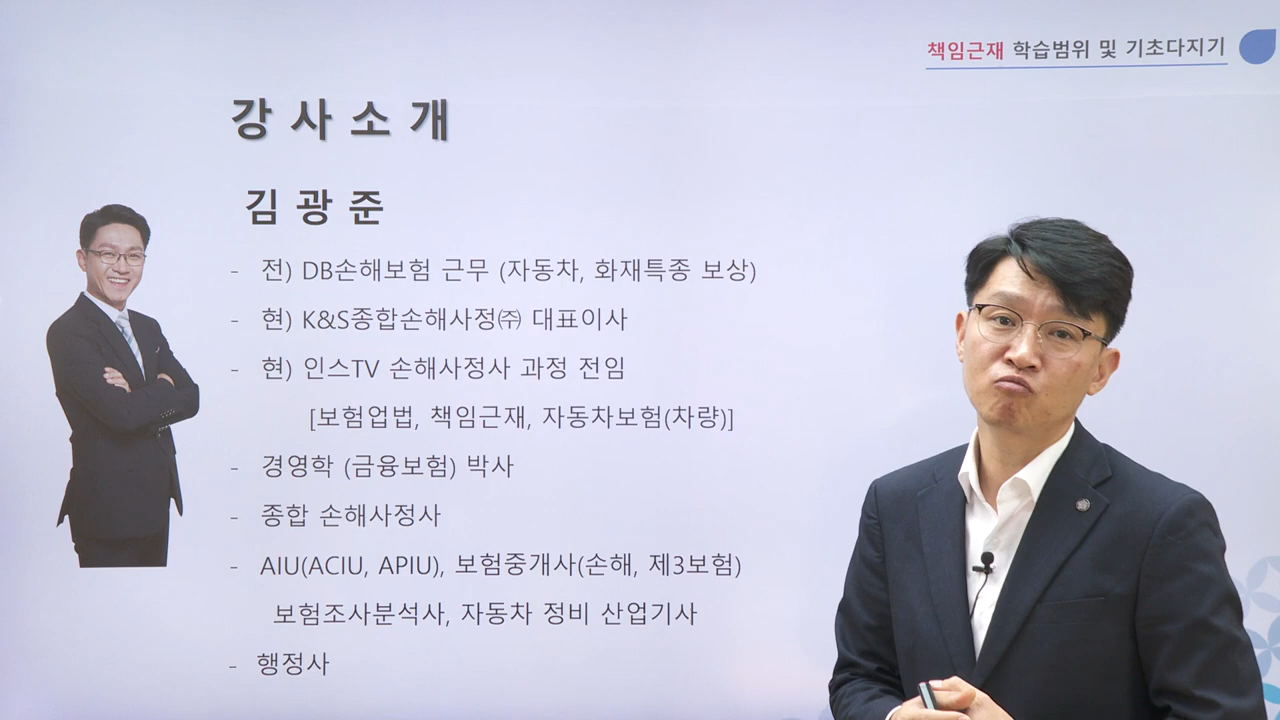 책임근재 학습범위 및 기초다지기
강사소개
김광준
- 전) DB손해보험 근무 (자동차, 화재특종 보상)
- 현) K&S종합손해사정㈜ 대표이사
- 현) 인스TV 손해사정사 과정 전임
[보험업법, 책임근재, 자동차보험(차량)]
- 경영학 (금융보험) 박사
- 종합 손해사정사
- AIU(ACIU, APIU), 보험중개사(손해, 제3보험)
보험조사분석사, 자동차 정비 산업기사
- 행정사